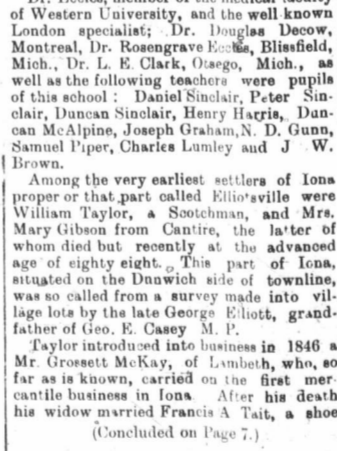 Dr. Eccles, member of the medical faculty
of Western University, and the well known
London specialist; Dr. Douglas Decow,
Montreal, Dr. Rosengrave Eccles, Blissfield,
Mich., Dr. L. E. Clark, Otsego, Mich., as
well as the following teachers were pupils
of this school : Daniel Sinclair, Peter Sin-
clair, Duncan Sinclair, Henry Harris, Dun-
can McAlpine, Joseph Graham, N. D. Gunn,
Samuel Piper, Charles Lumley and J W.
Brown.
Among the very earliest settlers of Iona
proper or that part called Elliotsville were
William Taylor, a Scotchman, and Mrs.
Mary Gibson from Cantire, the latter of
whom died but recently at the advanced
age of eighty eight. This part of Iona,
situated on the Dunwich side of townline,
was so called from a survey made into vil-
lage lots by the late George Elliott, grand-
father of Geo. E. Casey M. P.
Taylor introduced into business in 1846 a
Mr. Grossett McKay, of Lambeth, who, so
far as is known, carried on the first mer-
cantile business in Iona After his death
his widow married Francis A Tait, a shoe
(Concluded on Page 7.)